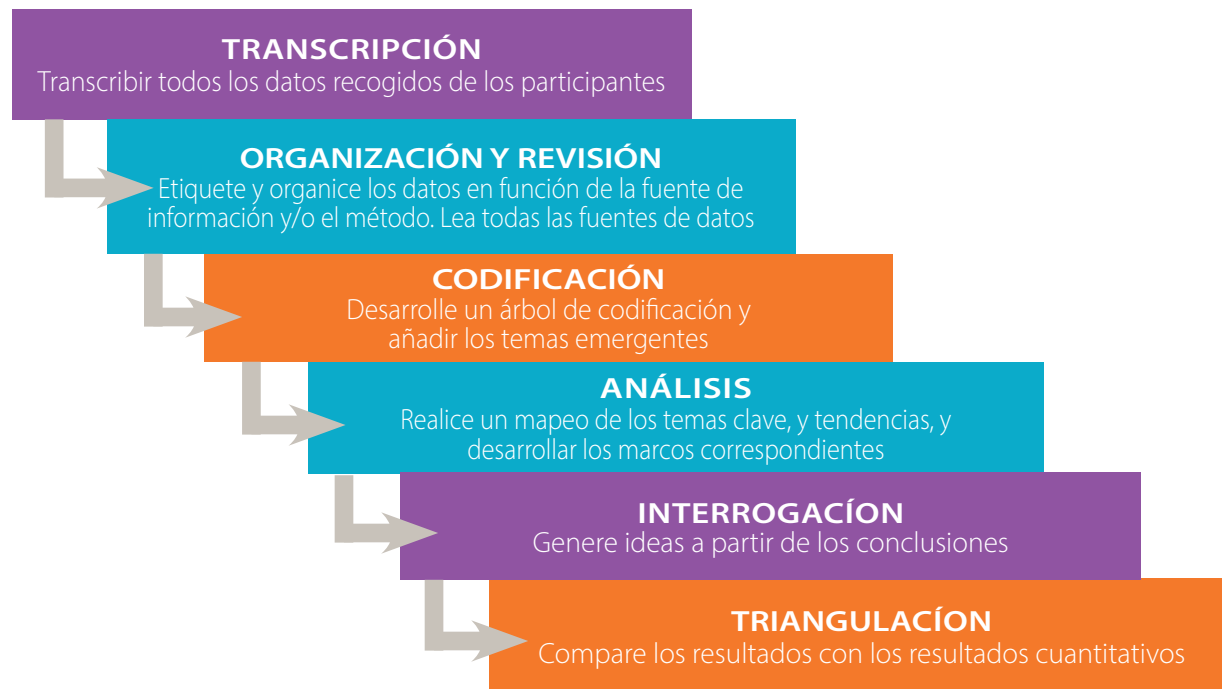 TRANSCRIPCIÓN
Transcribir todos los datos recogidos de los participantes
ORGANIZACIÓN Y REVISIÓN
Etiquete y organice los datos en función de la fuente de
información y/o el método. Lea todas las fuentes de datos
CODIFICACIÓN
Desarrolle un árbol de codificación y
añadir los temas emergentes
ANÁLISIS
Realice un mapeo de los temas clave, y tendencias, y
desarrollar los marcos correspondientes
INTERROGACÍON
Genere ideas a partir de los conclusiones
TRIANGULACÍON
Compare los resultados con los resultados cuantitativos